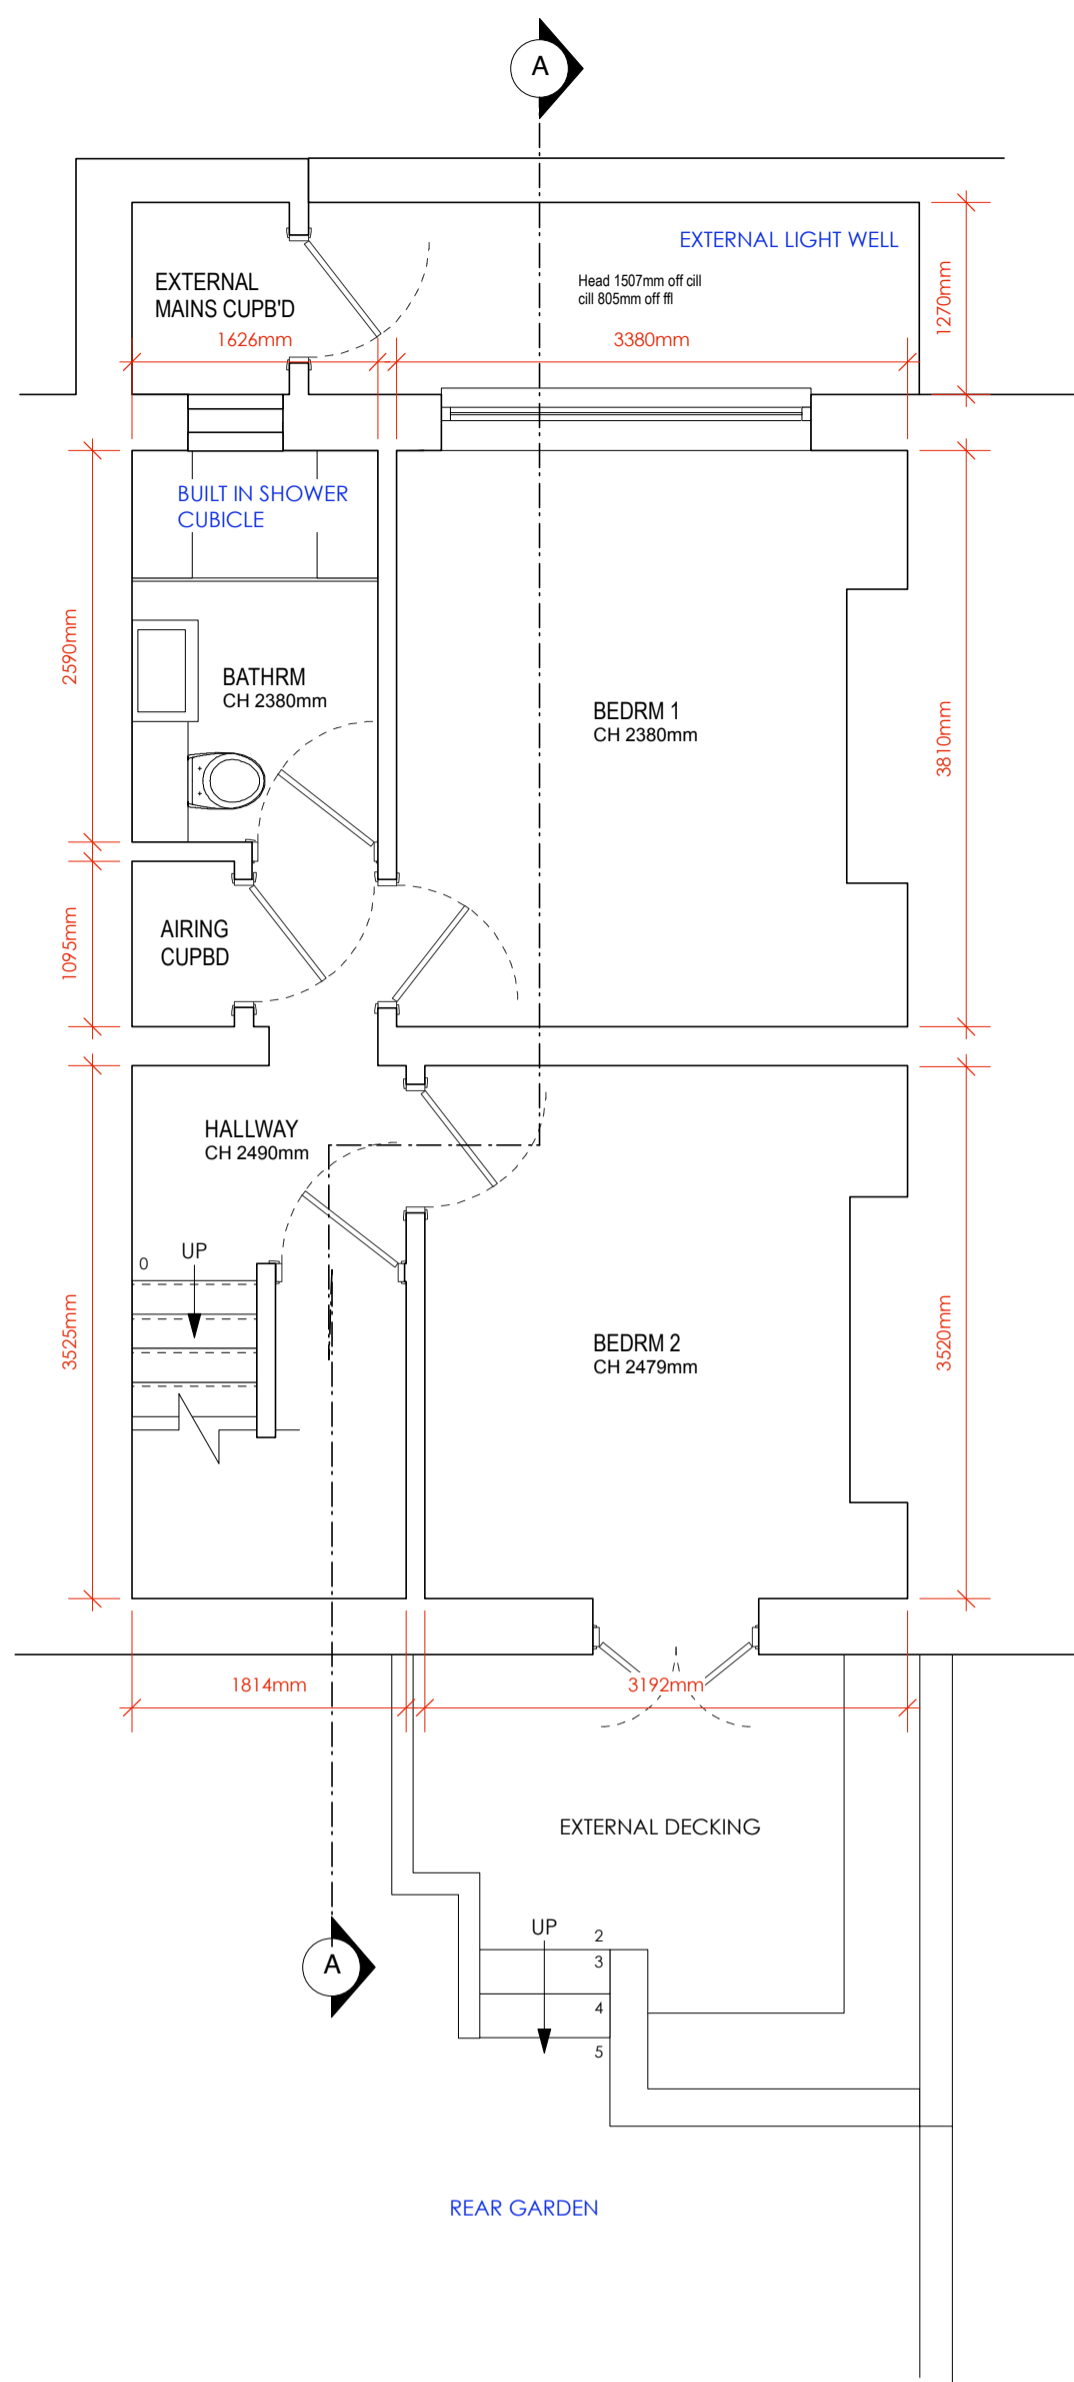 A
EXTERNAL LIGHT WELL
EXTERNAL
MAINS CUPB'D
Head 1507mm off cill
cill 805mm off ffl
1270mm
1626mm
3380mm
BUILT IN SHOWER
CUBICLE
2590mm
BATHRM
CH 2380mm
BEDRM 1
CH 2380mm
3810mm
1095mm
AIRING
CUPBD
HALLWAY
CH 2490mm
0
UP
3525mm
BEDRM 2
CH 2479mm
3520mm
1814mm
3192mm
EXTERNAL DECKING
UP
2
3
4
5
A
REAR GARDEN